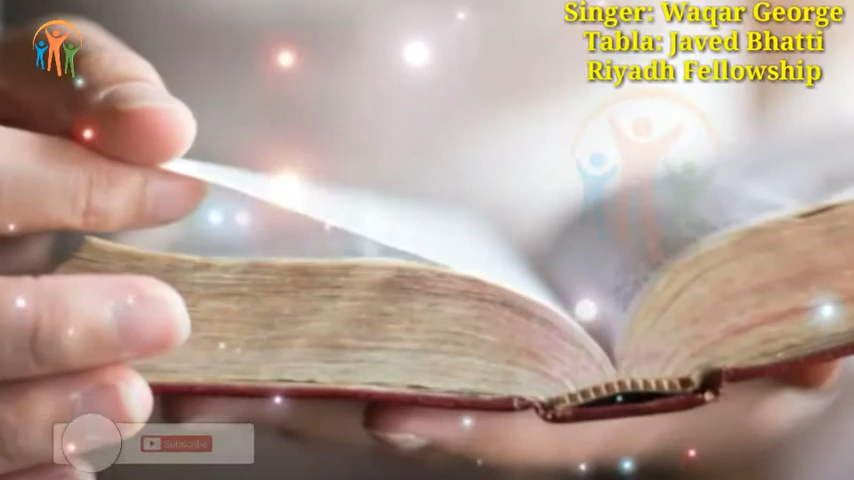 Singer: Waqar George
Tabla: Javed Bhatti
Riyadh Fellowship
Subscribe